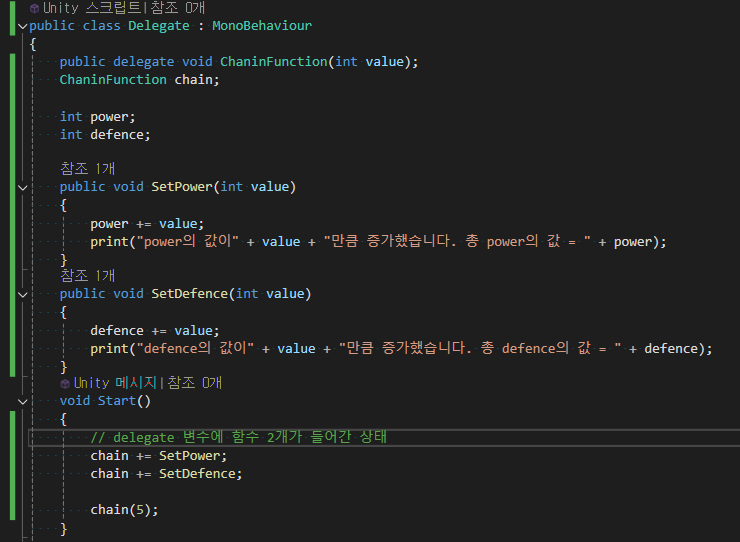 Unity 스크립트|참조 0개
public class Delegate : MonoBehaviour
{
public delegate void ChaninFunction(int value);
ChaninFunction chain;
int power;
int defence;
참조 1개
public void SetPower(int value)
{
power += value;
print("power의 값이" + value + "만큼 증가했습니다. 총 power의 값 = " + power);
}
참조 1개
public void SetDefence(int value)
{
defence += value;
print("defence의 값이" + value + "만큼 증가했습니다. 총 defence의 값 = " + defence);
}
Unity 메시지|참조 0개
void Start()
{
// delegate 변수에 함수 2개가 들어간 상태
chain += SetPower;
chain += SetDefence;
chain(5);
}